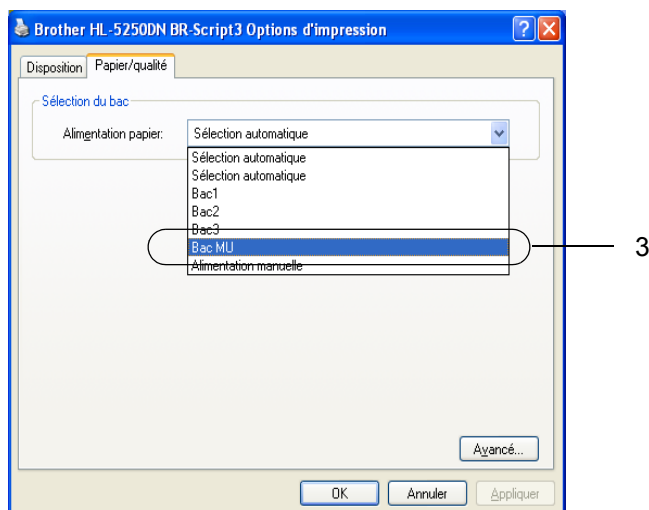 Brother HL-5250DN BR-Script3 Options d'impression
Disposition Papier/qualité
Sélection du bac
Alimentation papier: Sélection automatique
Sélection automatique
Sélection automatique
Bac1
Bac2
Bac3
Bac MU
3
Alimentation manuelle
Avancé...
OK Annuler Appliquer